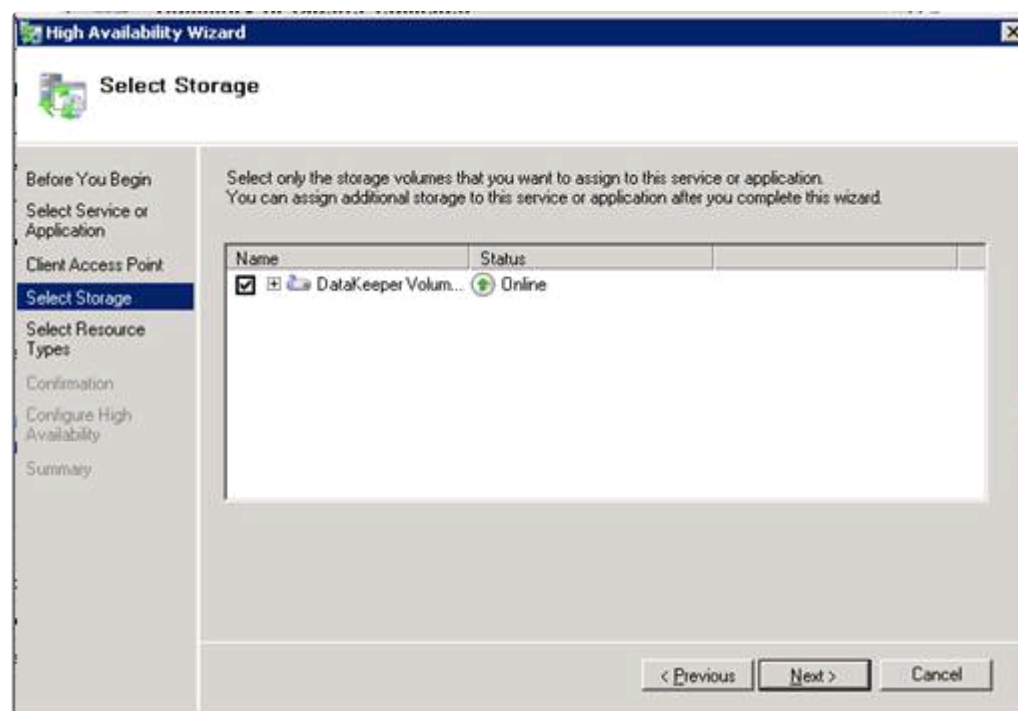 High Availability Wizard
Select Storage
Before You Begin
Select Service or
Application
Client Access Point
Select Storage
Select Resource
Types
Confirmation
Configure High
Availability
Summary
Select only the storage volumes that you want to assign to this service or application.
You can assign additional storage to this service or application after you complete this wizard.
Name Status
DataKeeper Volum... Online
< Previous Next > Cancel